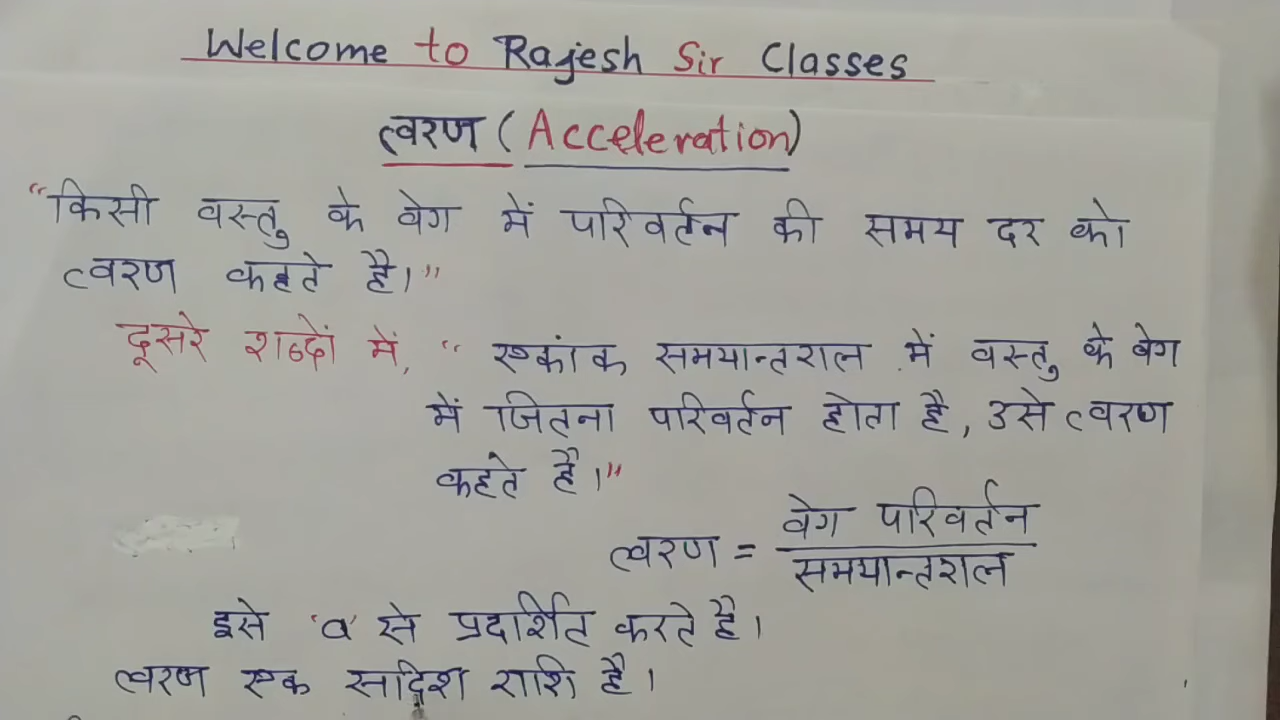 Welcome to Rajesh Sir Classes
त्वरण (Acceleration)
“किसी वस्तु के वेग में परिवर्तन की समय दर को
त्वरण कहते है।”
दूसरे शब्दों में, “ एकांक समयान्तराल में वस्तु के वेग
में जितना परिवर्तन होता है, उसे त्वरण
कहते है।”
त्वरण = वेग परिवर्तन
समयान्तराल
इसे 'a' से प्रदर्शित करते है।
त्वरण एक सदिश राशि है।